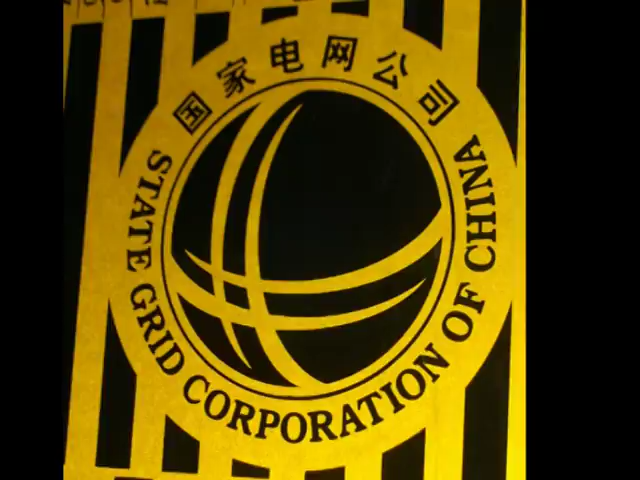 国家电网公司
STATE GRID CORPORATION OF CHINA